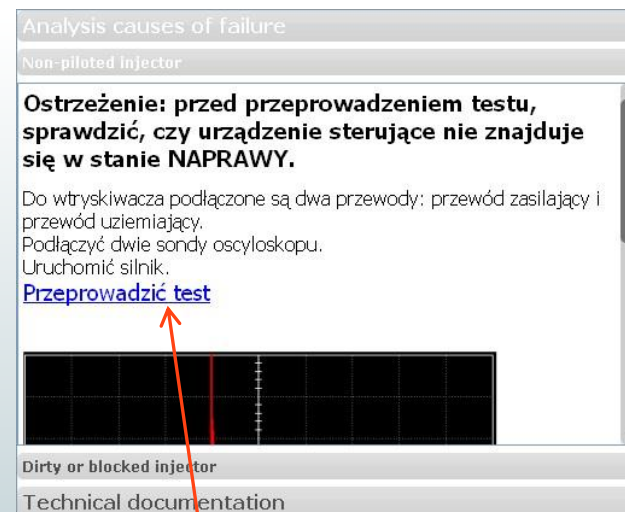 Analysis causes of failure
Non-piloted injector
Ostrzeżenie: przed przeprowadzeniem testu,
sprawdzić, czy urządzenie sterujące nie znajduje
się w stanie NAPRAWY.
Do wtryskiwacza podłączone są dwa przewody: przewód zasilający i
przewód uziemiający.
Podłączyć dwie sondy oscyloskopu.
Uruchomić silnik.
Przeprowadzić test
Dirty or blocked injector
Technical documentation